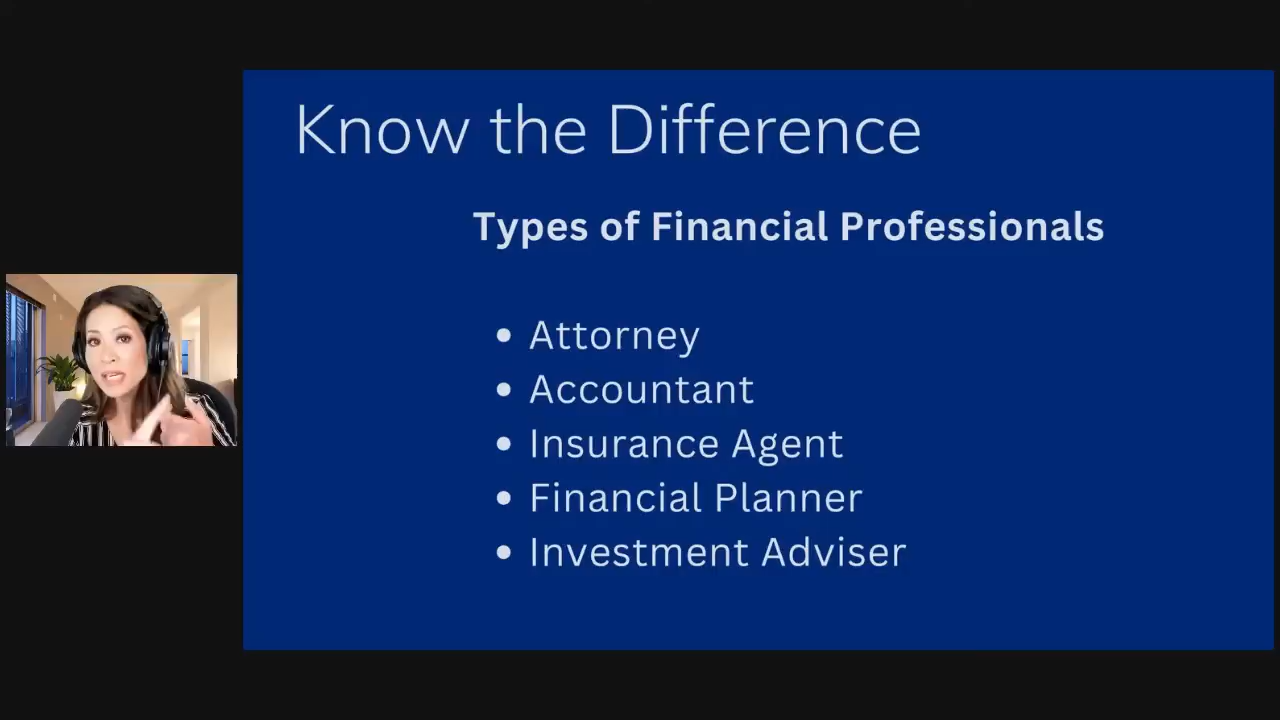 Know the Difference
Types of Financial Professionals
• Attorney
• Accountant
• Insurance Agent
• Financial Planner
• Investment Adviser